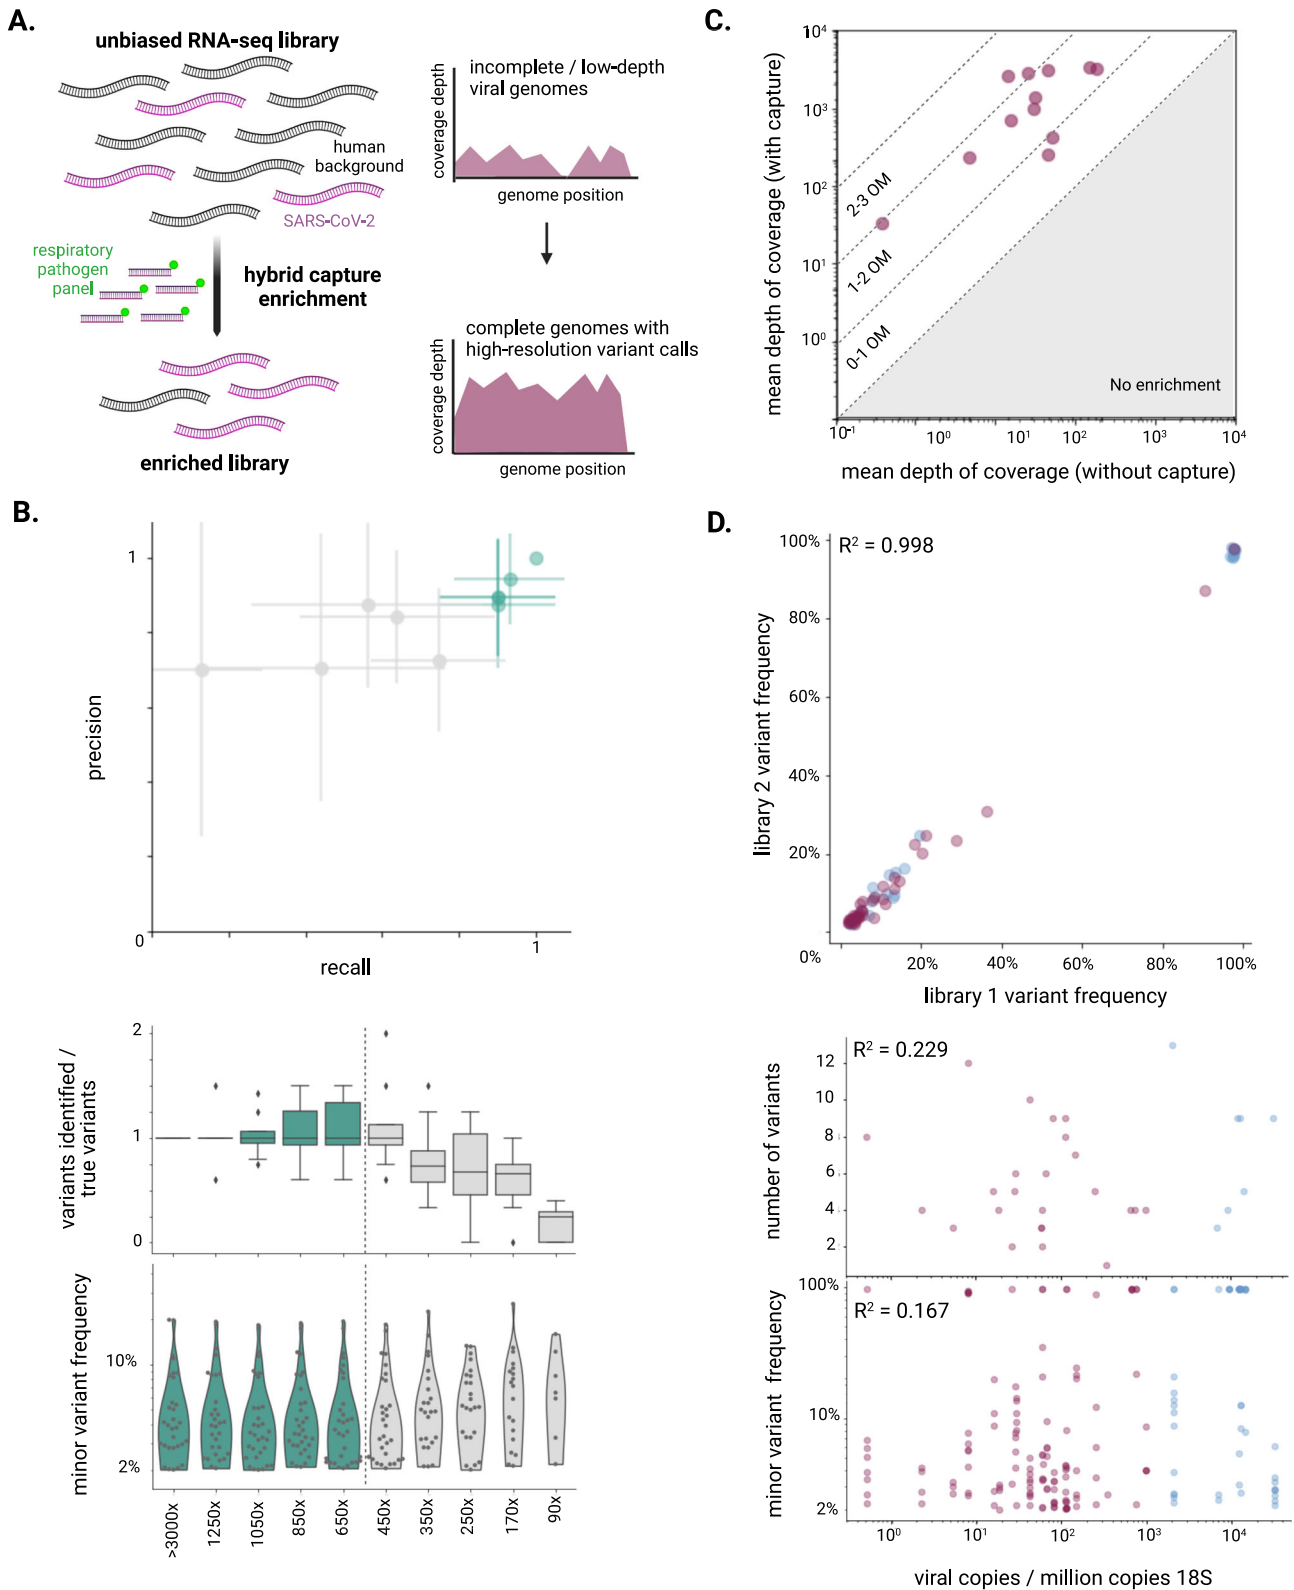 A.
unbiased RNA-seq library
human
background
SARS-CoV-2
respiratory
pathogen
panel
hybrid capture
enrichment
enriched library
coverage depth
incomplete / low-depth
viral genomes
genome position
coverage depth
complete genomes with
high-resolution variant calls
genome position
C.
mean depth of coverage (with capture)
10⁴
10³
10²
10¹
10⁰
2-3 OM
1-2 OM
0-1 OM
No enrichment
10⁻¹
10⁰
10¹
10²
10³
10⁴
mean depth of coverage (without capture)
B.
precision
1
0
1
recall
variants identified /
true variants
2
1
0
minor variant frequency
10%
2%
>3000x
1250x
1050x
850x
650x
450x
350x
250x
170x
90x
D.
R² = 0.998
library 2 variant frequency
100%
80%
60%
40%
20%
0%
20%
40%
60%
80%
100%
library 1 variant frequency
R² = 0.229
number of variants
12
10
8
6
4
2
R² = 0.167
minor variant frequency
100%
10%
2%
10⁰
10¹
10²
10³
10⁴
viral copies / million copies 18S